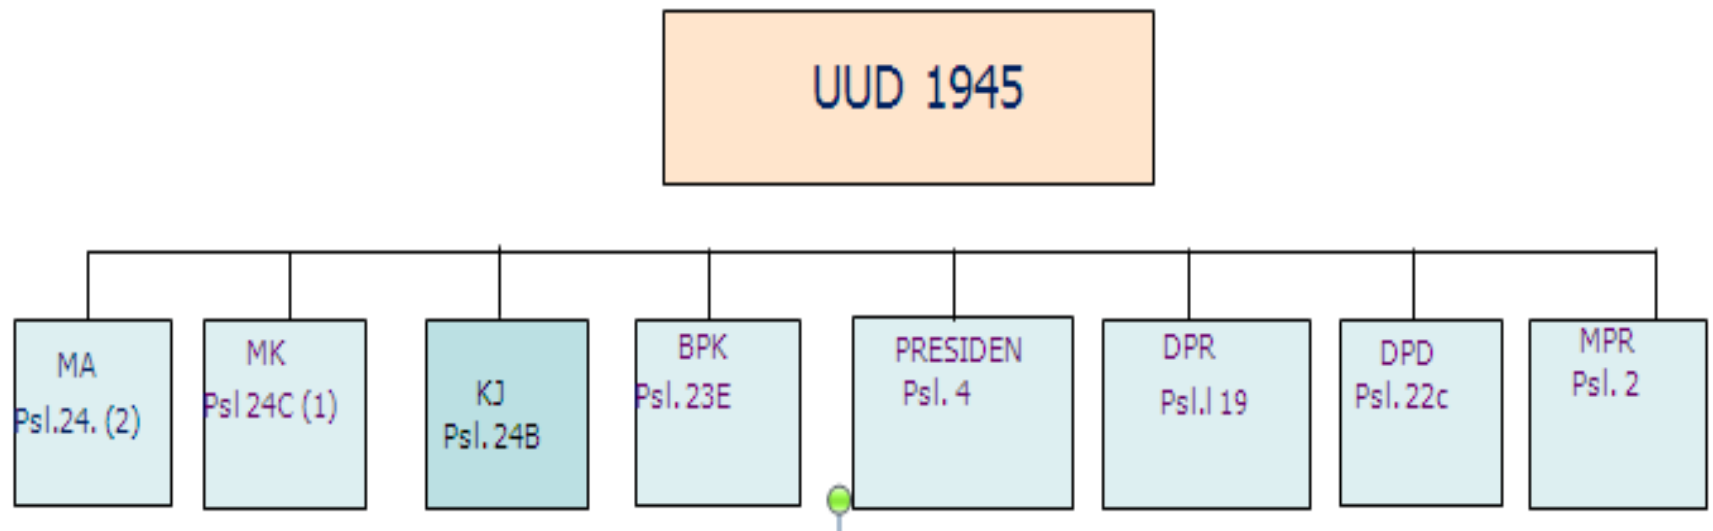 UUD 1945
MA
Psl.24. (2)
MK
Psl 24C (1)
KJ
Psl. 24B
BPK
Psl. 23E
PRESIDEN
Psl. 4
DPR
Psl.l 19
DPD
Psl. 22c
MPR
Psl. 2